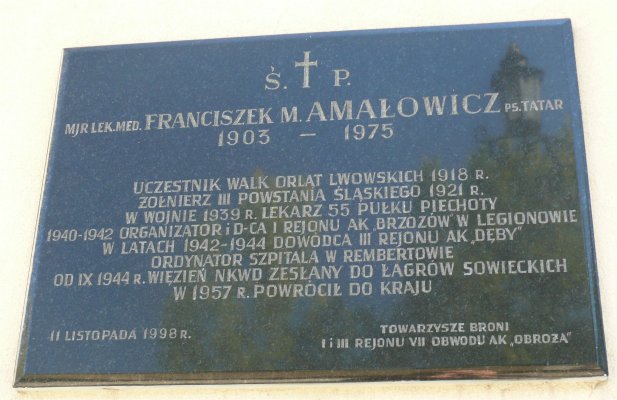 Ś. † P.
MJR LEK. MED. FRANCISZEK M. AMAŁOWICZ PS. TATAR
1903 – 1975
UCZESTNIK WALK ORLĄT LWOWSKICH 1918 R.
ŻOŁNIERZ III POWSTANIA ŚLĄSKIEGO 1921 R.
W WOJNIE 1939 R. LEKARZ 55 PUŁKU PIECHOTY
1940-1942 ORGANIZATOR i D-CA I REJONU AK „BRZOZÓW" W LEGIONOWIE
W LATACH 1942-1944 DOWÓDCA III REJONU AK „DĘBY"
ORDYNATOR SZPITALA W REMBERTOWIE
OD IX 1944 R. WIĘZIEŃ NKWD ZESŁANY DO ŁAGRÓW SOWIECKICH
W 1957 R. POWRÓCIŁ DO KRAJU
11 LISTOPADA 1998 R.
TOWARZYSZE BRONI
I i III REJONU VII OBWODU AK „OBROŻA"